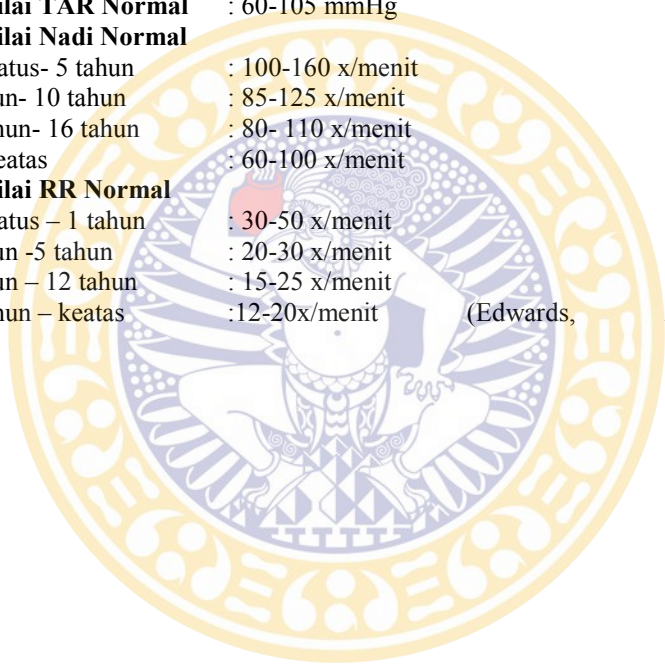 ilai TAR Normal : 60-105 mmHg
ilai Nadi Normal
atus- 5 tahun : 100-160 x/menit
un- 10 tahun : 85-125 x/menit
hun- 16 tahun : 80- 110 x/menit
eatas : 60-100 x/menit
ilai RR Normal
atus – 1 tahun : 30-50 x/menit
un -5 tahun : 20-30 x/menit
un – 12 tahun : 15-25 x/menit
hun – keatas :12-20x/menit (Edwards,